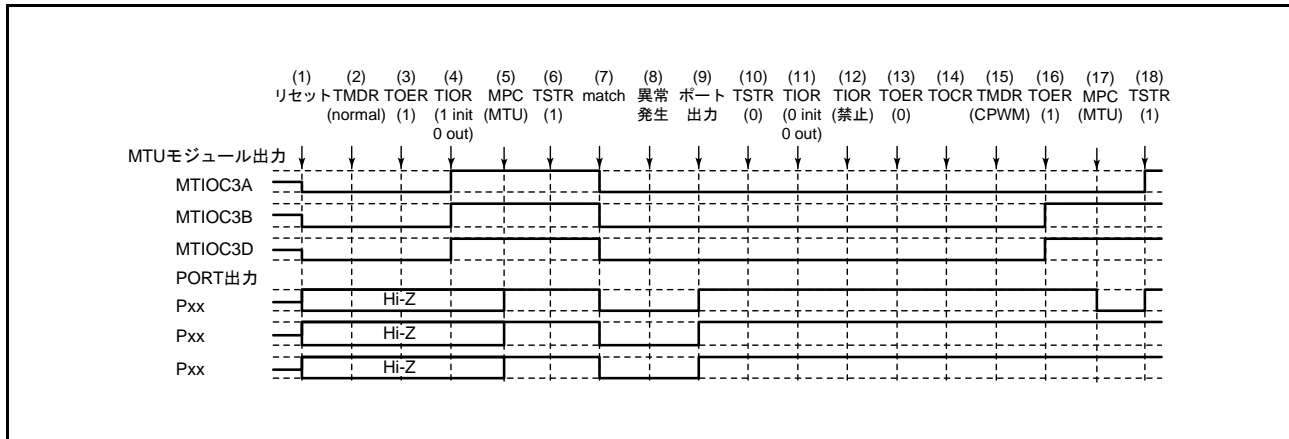 (1) (2) (3) (4) (5) (6) (7) (8) (9) (10) (11) (12) (13) (14) (15) (16) (17) (18)
リセット TMDR TOER TIOR MPC TSTR match 異常 ポート TSTR TIOR TIOR TOER TOCR TMDR TOER MPC TSTR
(normal) (1) (1 init (MTU) (1) 発生 出力 (0) (0 init (禁止) (0) (CPWM) (1) (MTU) (1)
0 out) 0 out)
MTUモジュール出力
MTIOC3A
MTIOC3B
MTIOC3D
PORT出力
Pxx Hi-Z
Pxx Hi-Z
Pxx Hi-Z